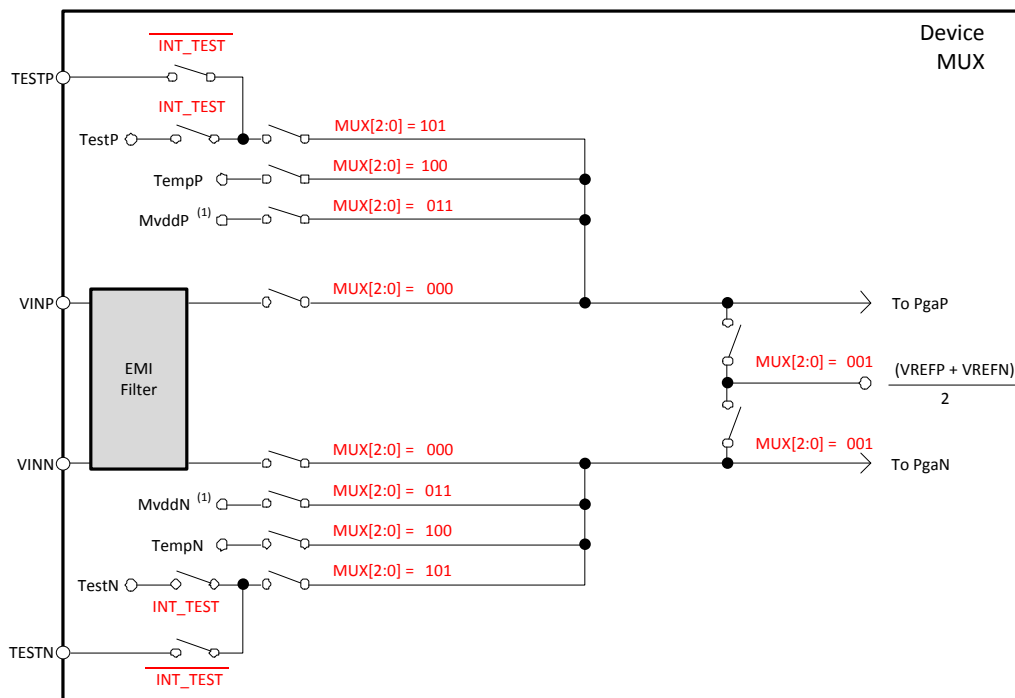 Device
MUX
INT_TEST
TESTP
INT_TEST
TestP
MUX[2:0] = 101
TempP
MUX[2:0] = 100
MvddP (1)
MUX[2:0] = 011
VINP
MUX[2:0] = 000
To PgaP
EMI
Filter
MUX[2:0] = 001
(VREFP + VREFN)
2
VINN
MUX[2:0] = 000
MUX[2:0] = 001
To PgaN
MvddN (1)
MUX[2:0] = 011
TempN
MUX[2:0] = 100
TestN
MUX[2:0] = 101
INT_TEST
TESTN
INT_TEST